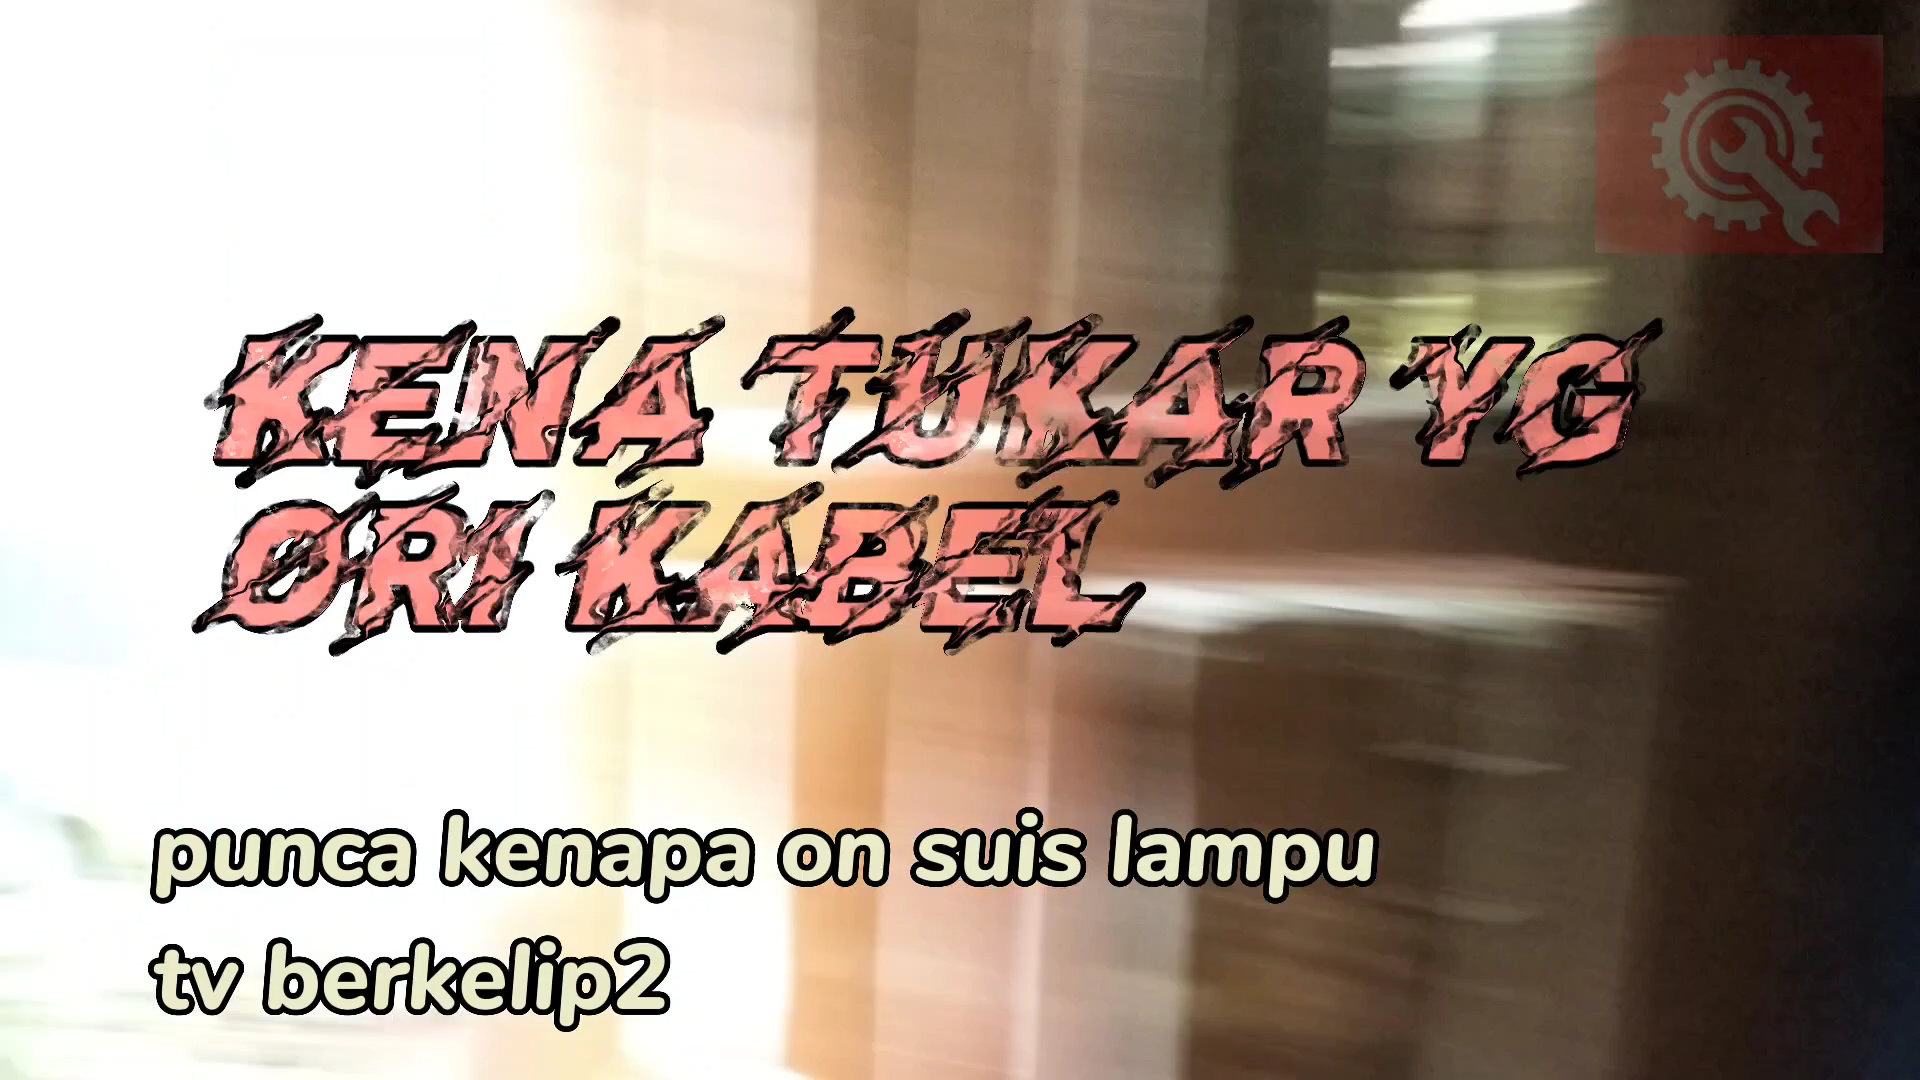 KENA TUKAR YG
ORI KABEL
punca kenapa on suis lampu
tv berkelip2